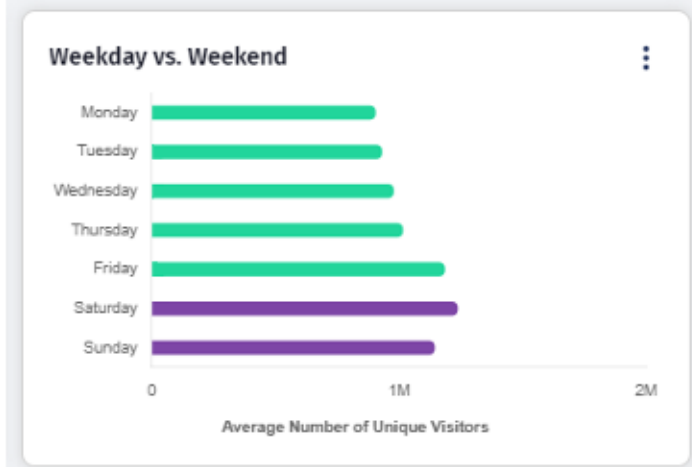 Weekday vs. Weekend
Monday
Tuesday
Wednesday
Thursday
Friday
Saturday
Sunday
0 1M 2M
Average Number of Unique Visitors